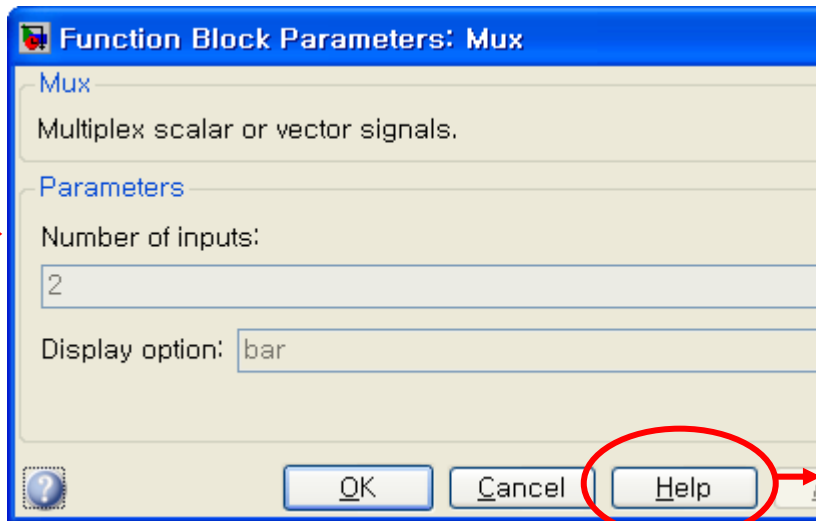 Function Block Parameters: Mux
Mux
Multiplex scalar or vector signals.
Parameters
Number of inputs:
2
Display option: bar
OK Cancel Help